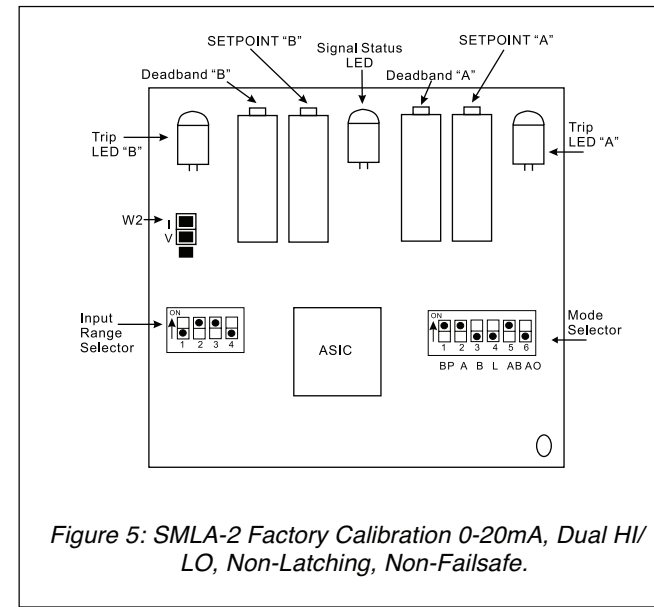 SETPOINT “B”
Signal Status
LED
SETPOINT “A”
Deadband “B”
Deadband “A”
Trip
LED “B”
Trip
LED “A”
W2
I
V
Input
Range
Selector
ON
1 2 3 4
ASIC
ON
1 2 3 4 5 6
BP A B L AB AO
Mode
Selector
Figure 5: SMLA-2 Factory Calibration 0-20mA, Dual HI/
LO, Non-Latching, Non-Failsafe.